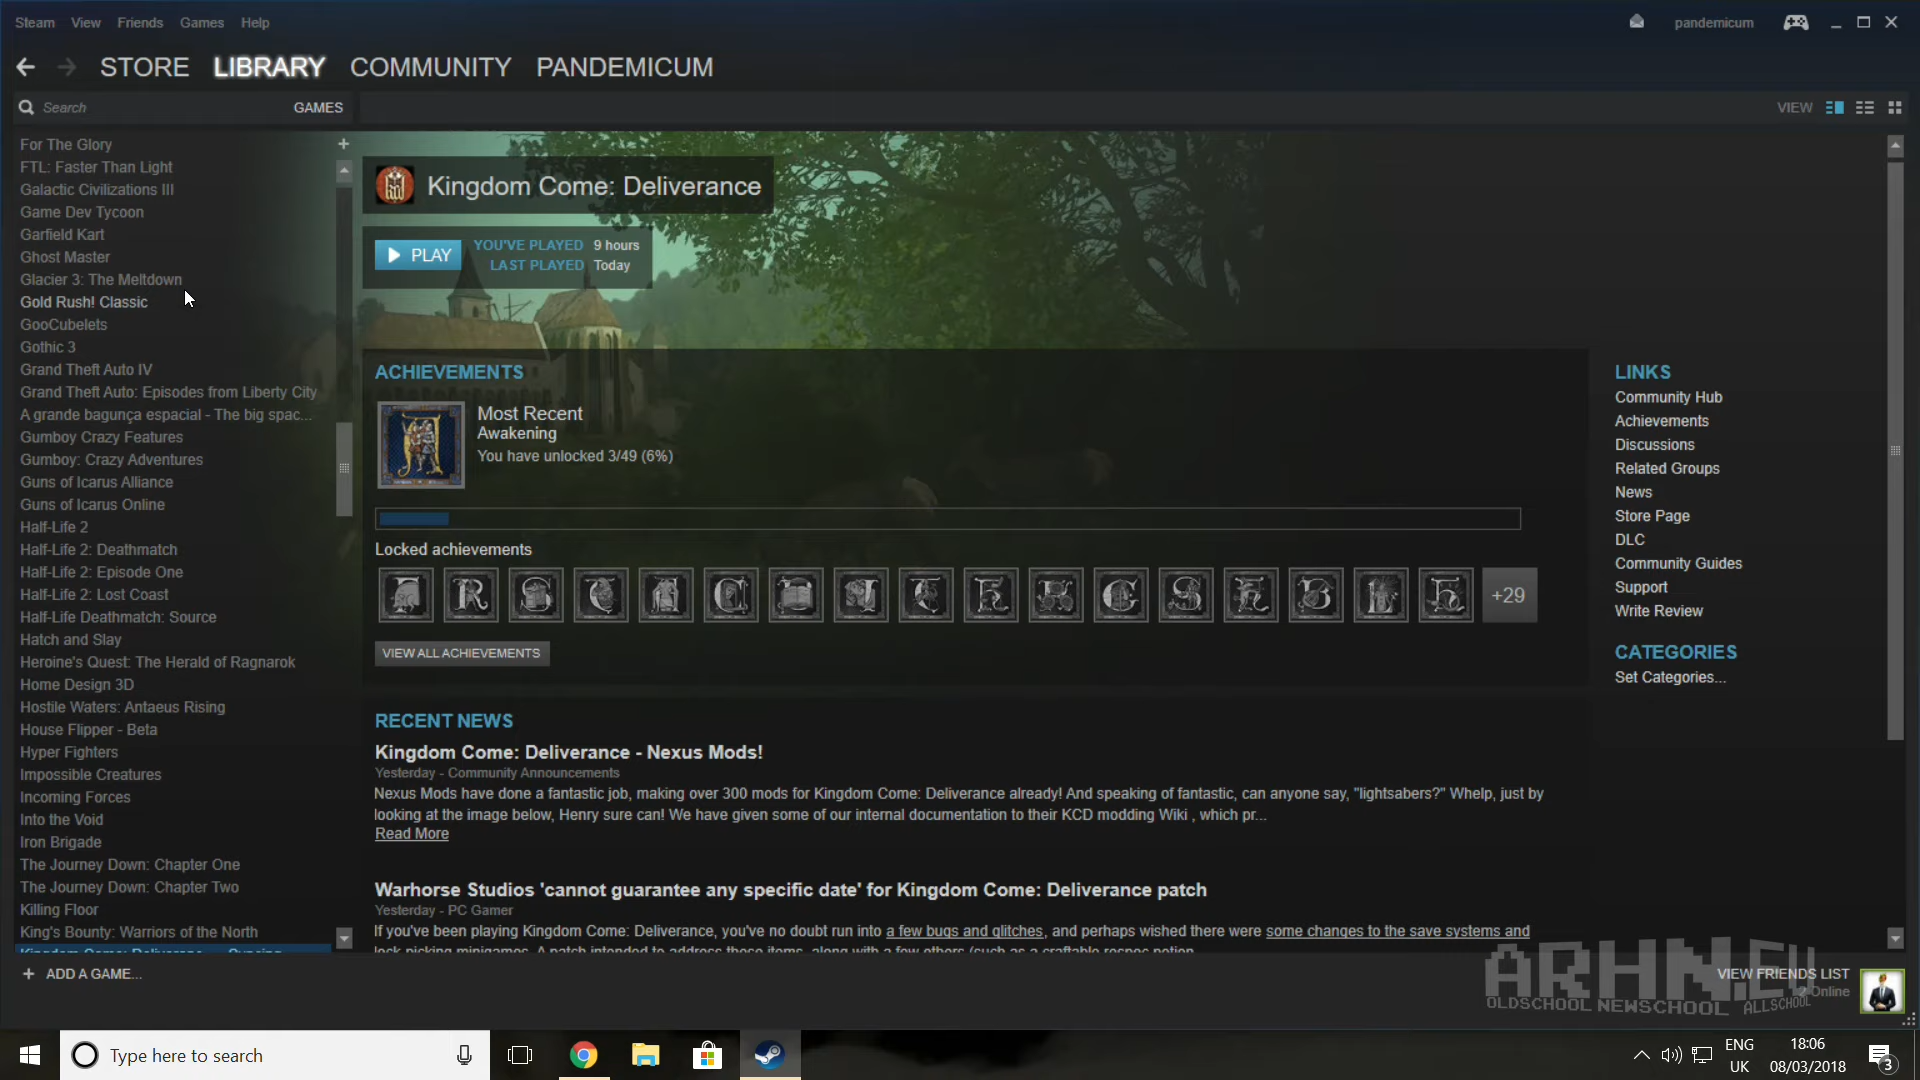 Steam View Friends Games Help
pandemicum
STORE LIBRARY COMMUNITY PANDEMICUM
Search GAMES
VIEW
For The Glory
FTL: Faster Than Light
Galactic Civilizations III
Game Dev Tycoon
Garfield Kart
Ghost Master
Glacier 3: The Meltdown
Gold Rush! Classic
GooCubelets
Gothic 3
Grand Theft Auto IV
Grand Theft Auto: Episodes from Liberty City
A grande bagunça espacial - The big spac...
Gumboy Crazy Features
Gumboy: Crazy Adventures
Guns of Icarus Alliance
Guns of Icarus Online
Half-Life 2
Half-Life 2: Deathmatch
Half-Life 2: Episode One
Half-Life 2: Lost Coast
Half-Life Deathmatch: Source
Hatch and Slay
Heroine's Quest: The Herald of Ragnarok
Home Design 3D
Hostile Waters: Antaeus Rising
House Flipper - Beta
Hyper Fighters
Impossible Creatures
Incoming Forces
Into the Void
Iron Brigade
The Journey Down: Chapter One
The Journey Down: Chapter Two
Killing Floor
King's Bounty: Warriors of the North
+ ADD A GAME...
Kingdom Come: Deliverance
PLAY
YOU'VE PLAYED 9 hours
LAST PLAYED Today
ACHIEVEMENTS
Most Recent
Awakening
You have unlocked 3/49 (6%)
Locked achievements
+29
VIEW ALL ACHIEVEMENTS
RECENT NEWS
Kingdom Come: Deliverance - Nexus Mods!
Yesterday - Community Announcements
Nexus Mods have done a fantastic job, making over 300 mods for Kingdom Come: Deliverance already! And speaking of fantastic, can anyone say, "lightsabers?" Whelp, just by
looking at the image below, Henry sure can! We have given some of our internal documentation to their KCD modding Wiki , which pr...
Read More
Warhorse Studios 'cannot guarantee any specific date' for Kingdom Come: Deliverance patch
Yesterday - PC Gamer
If you've been playing Kingdom Come: Deliverance, you've no doubt run into a few bugs and glitches, and perhaps wished there were some changes to the save systems and
LINKS
Community Hub
Achievements
Discussions
Related Groups
News
Store Page
DLC
Community Guides
Support
Write Review
CATEGORIES
Set Categories...
ARHN.EU
OLDSCHOOL NEWSCHOOL ALLSCHOOL
VIEW FRIENDS LIST
2 Online
Type here to search
ENG
UK
18:06
08/03/2018
3